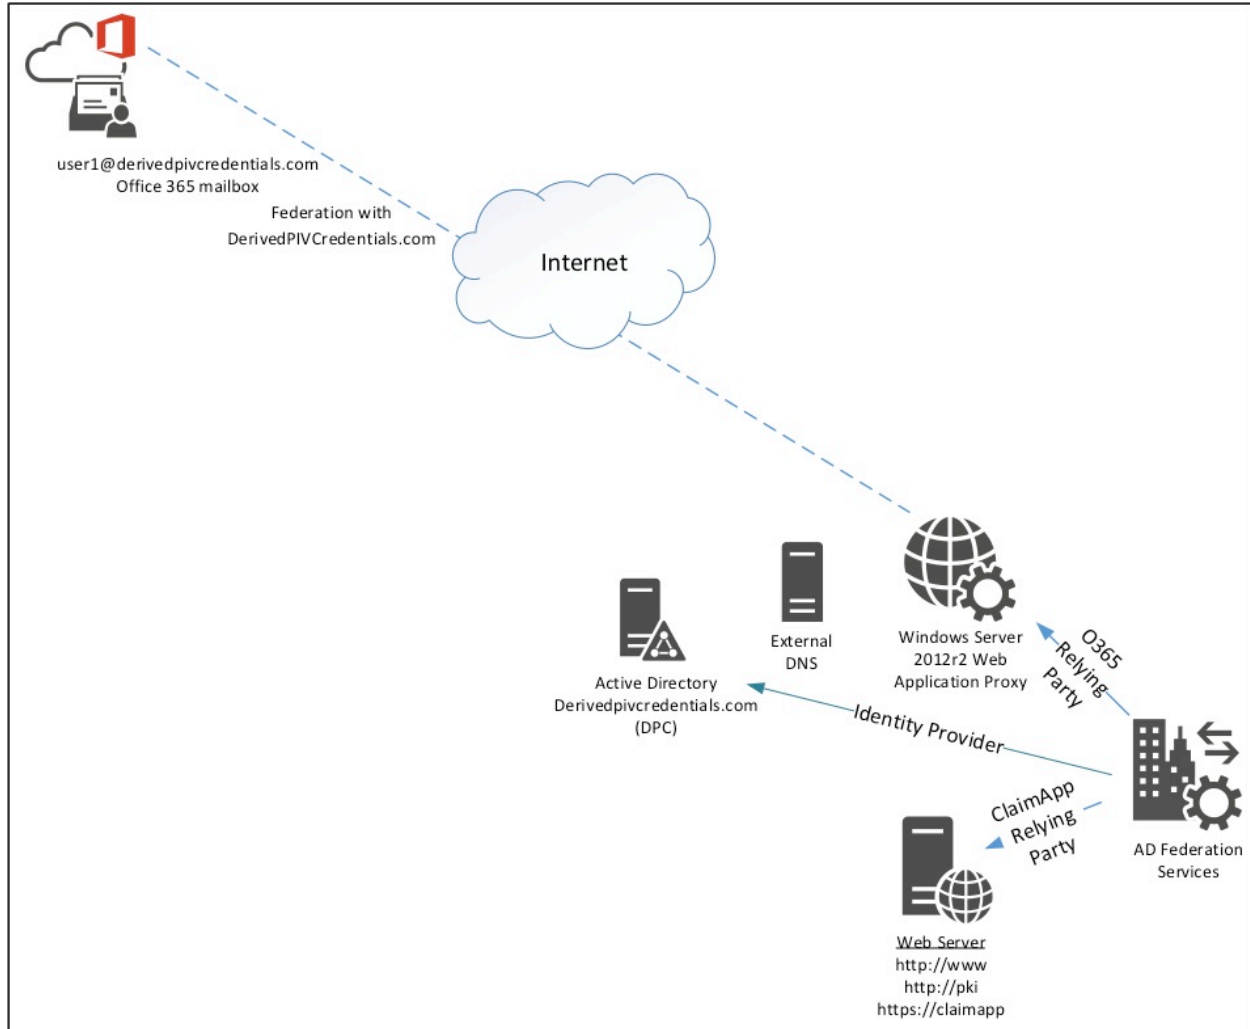 user1@derivedpivcredentials.com
Office 365 mailbox
Federation with
DerivedPIVCredentials.com
Internet
External
DNS
Windows Server
2012r2 Web
Application Proxy
O365
Relying
Party
Active Directory
Derivedpivcredentials.com
(DPC)
Identity Provider
ClaimApp
Relying
Party
AD Federation
Services
Web Server
http://www
http://pki
https://claimapp